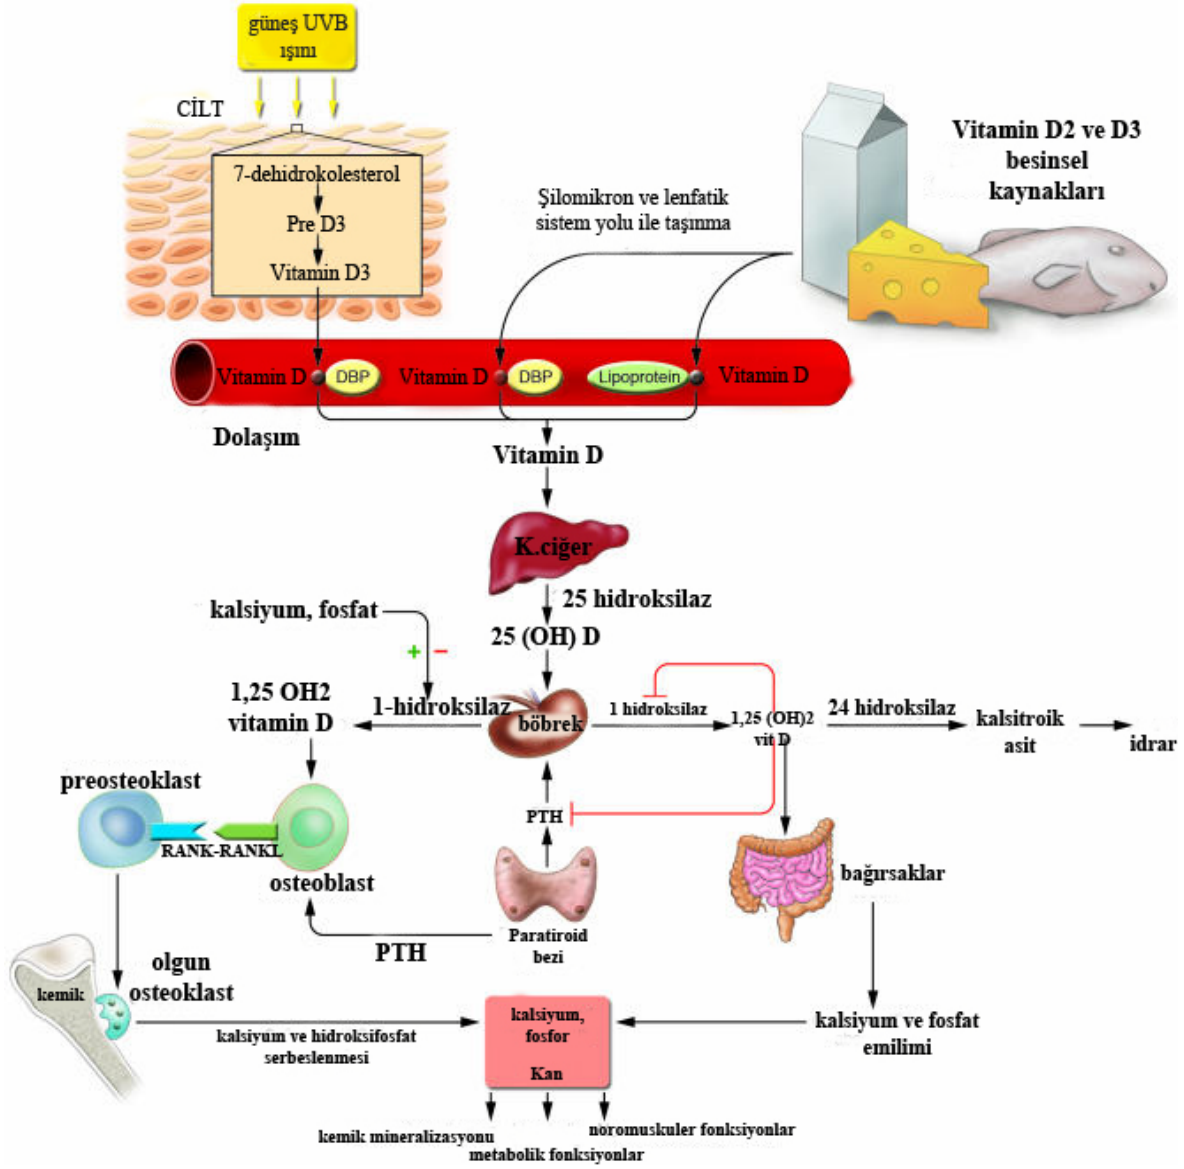 güneş UVB
ışını
CİLT
7-dehidrokolesterol
Pre D3
Vitamin D3
Şilomikron ve lenfatik
sistem yolu ile taşınma
Vitamin D2 ve D3
besinsel
kaynakları
Vitamin D DBP Vitamin D DBP Lipoprotein Vitamin D
Dolaşım
Vitamin D
K.ciğer
25 hidroksilaz
kalsiyum, fosfat
25 (OH) D
+ −
1,25 OH2
vitamin D
1-hidroksilaz
böbrek
1 hidroksilaz
1,25 (OH)2
vit D
24 hidroksilaz
kalsitroik
asit
idrar
preosteoklast
RANK-RANKL
osteoblast
PTH
bağırsaklar
Paratiroid
bezi
PTH
kemik
olgun
osteoklast
kalsiyum ve hidroksifosfat
serbeslenmesi
kalsiyum,
fosfor
Kan
kalsiyum ve fosfat
emilimi
kemik mineralizasyonu
metabolik fonksiyonlar
noromuskuler fonksiyonlar